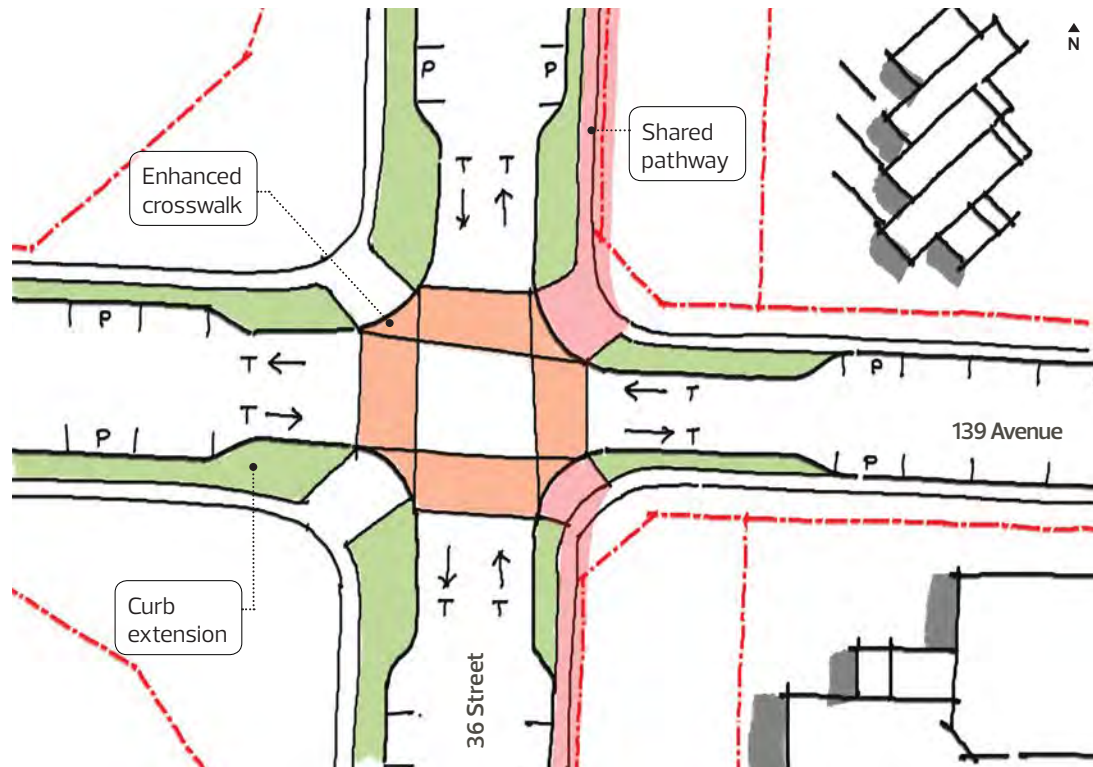 N
P P
Shared
pathway
T T
Enhanced
crosswalk
P
T
P
T
T
T
P
139 Avenue
P
T T
Curb
extension
36 Street